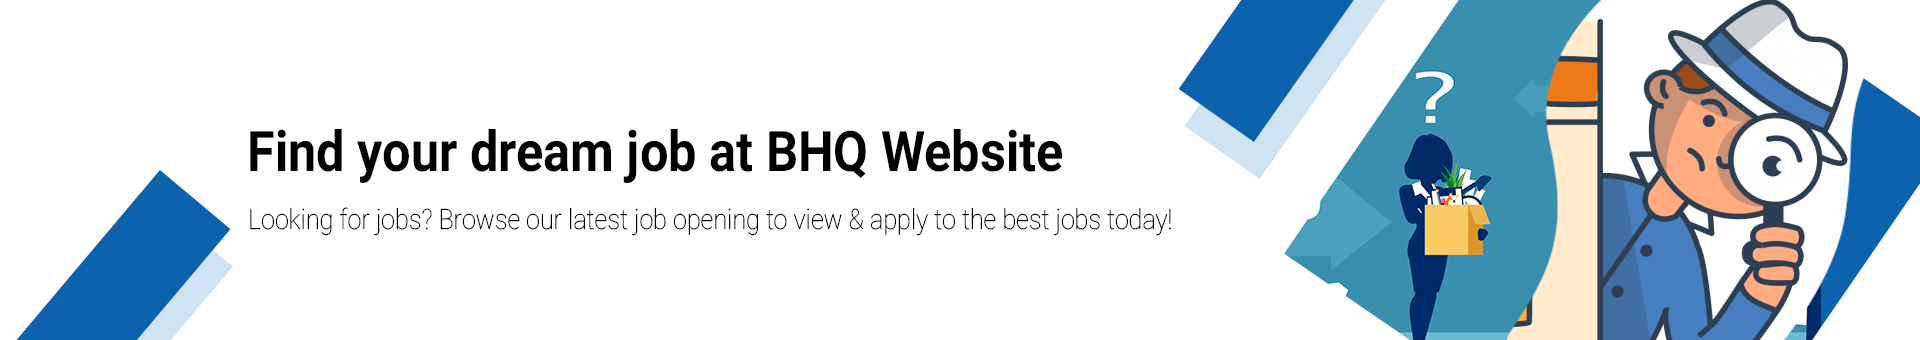 Find your dream job at BHQ Website
Looking for jobs? Browse our latest job opening to view & apply to the best jobs today!
?